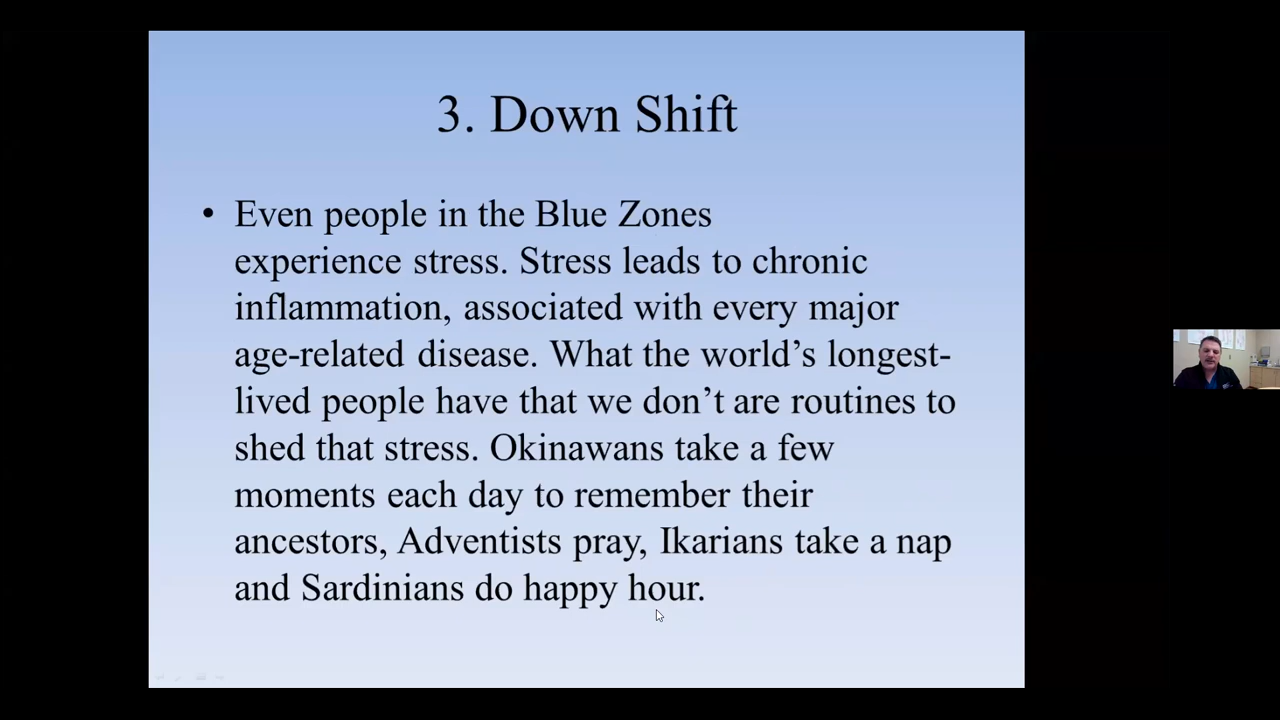 3. Down Shift
• Even people in the Blue Zones
experience stress. Stress leads to chronic
inflammation, associated with every major
age-related disease. What the world’s longest-
lived people have that we don’t are routines to
shed that stress. Okinawans take a few
moments each day to remember their
ancestors, Adventists pray, Ikarians take a nap
and Sardinians do happy hour.